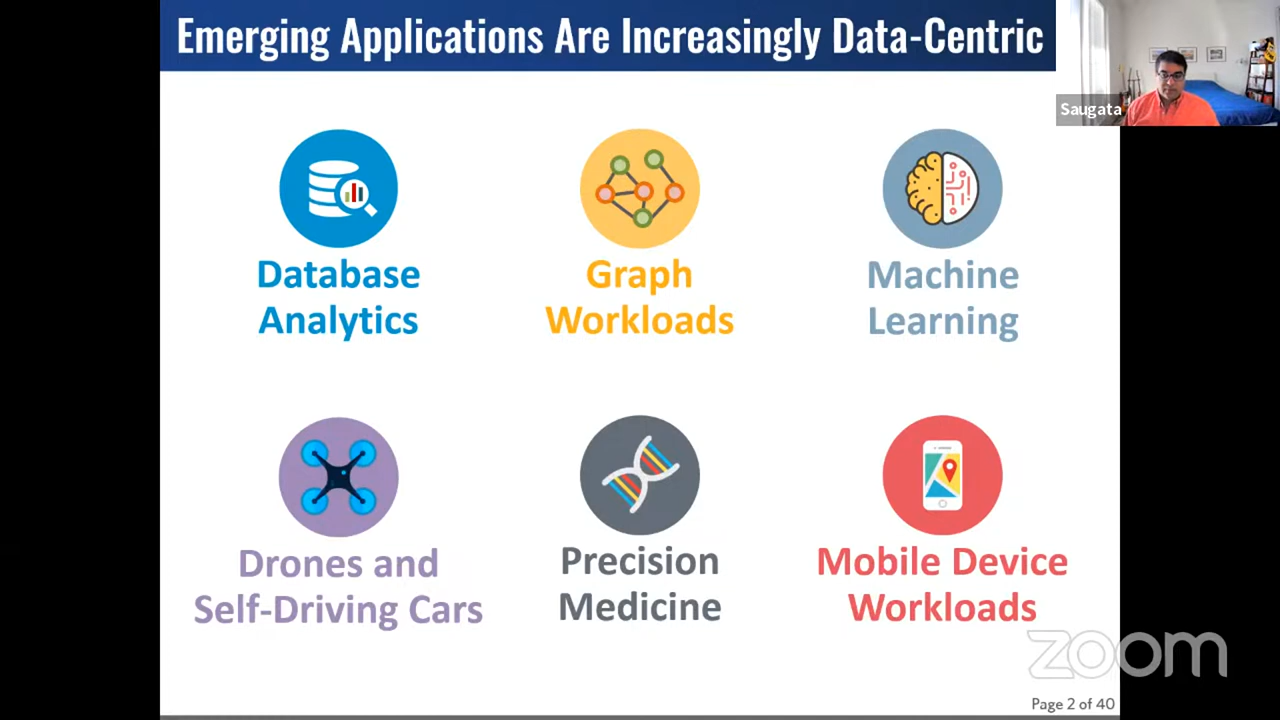 Emerging Applications Are Increasingly Data-Centric
Saugata
Database
Analytics
Graph
Workloads
Machine
Learning
Drones and
Self-Driving Cars
Precision
Medicine
Mobile Device
Workloads
zoom
Page 2 of 40